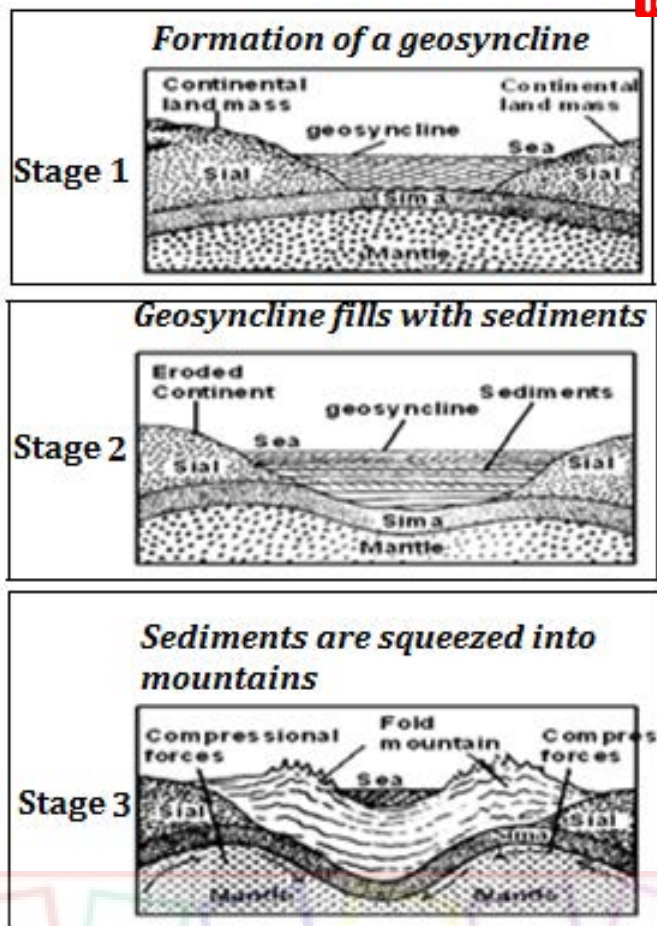 Formation of a geosyncline
Stage 1
Continental
land mass
Continental
land mass
geosyncline
Sea
Sial
Sial
Sima
Mantle
Geosyncline fills with sediments
Stage 2
Eroded
Continent
Sediments
geosyncline
Sea
Sial
Sial
Sima
Mantle
Sediments are squeezed into
mountains
Stage 3
Compressional
forces
Fold
mountain
Compres
forces
Sea
Sial
Sima
Sial
Mantle
Mantle